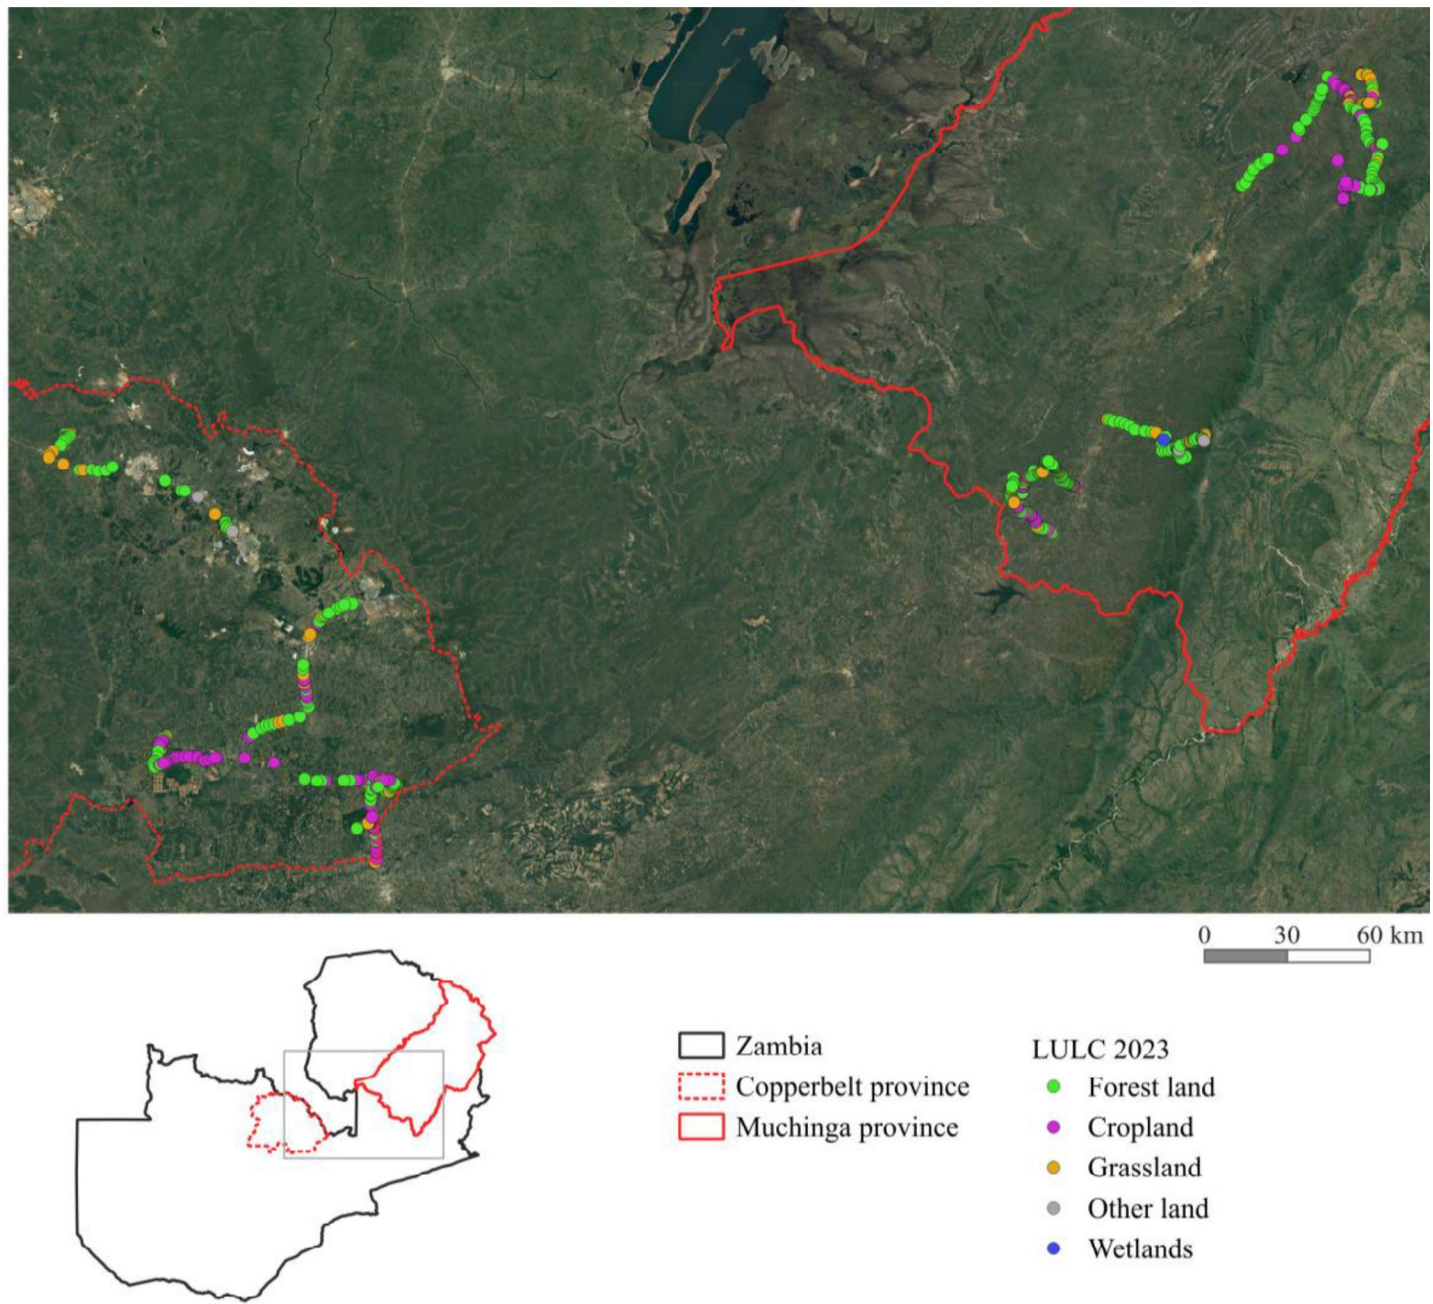 0 30 60 km
Zambia
Copperbelt province
Muchinga province
LULC 2023
Forest land
Cropland
Grassland
Other land
Wetlands